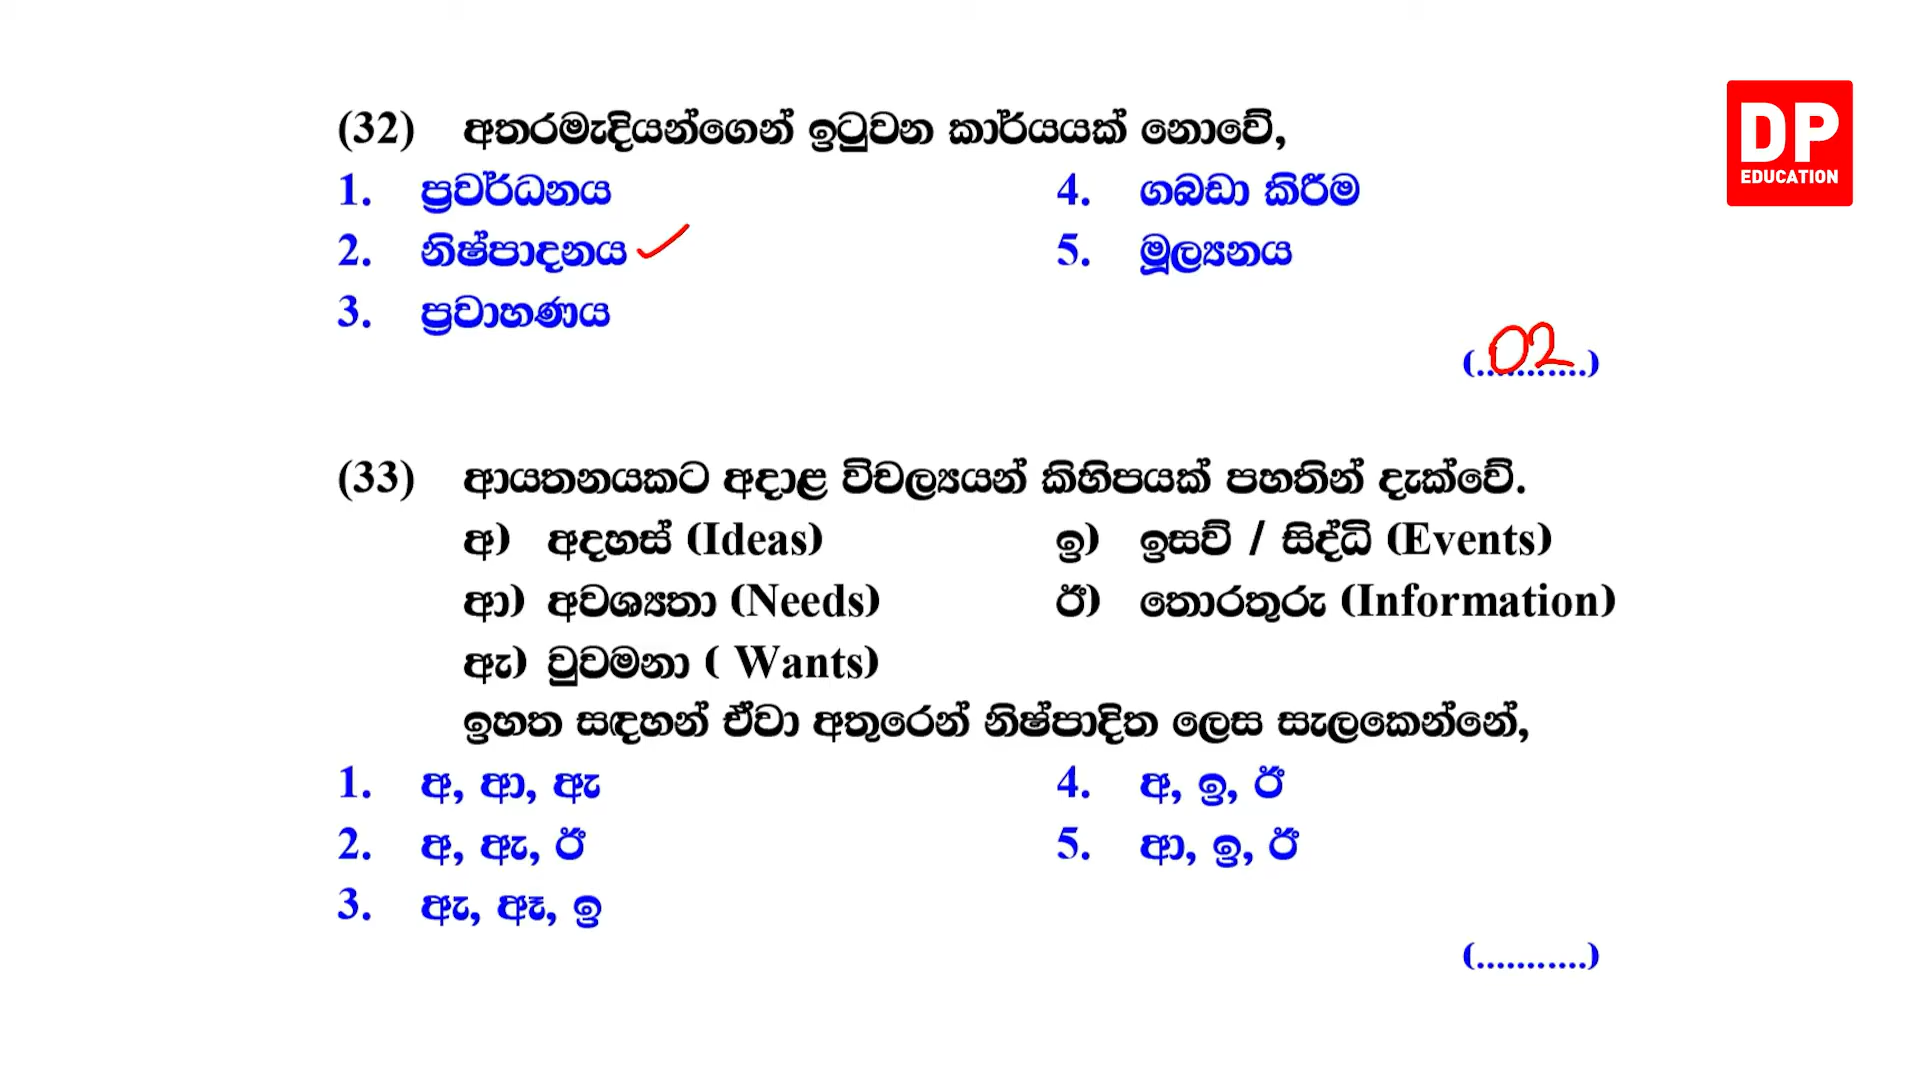 DP
EDUCATION
(32) අතරමැදියන්ගෙන් ඉටුවන කාර්යයක් නොවේ,
1. ප්‍රවර්ධනය
4. ගබඩා කිරීම
2. නිෂ්පාදනය
5. මූල්‍යනය
3. ප්‍රවාහණය
(...........)
02
(33) ආයතනයකට අදාළ විචල්‍යයන් කිහිපයක් පහතින් දැක්වේ.
අ) අදහස් (Ideas)
ඉ) ඉසව් / සිද්ධි (Events)
ආ) අවශ්‍යතා (Needs)
ඊ) තොරතුරු (Information)
ඇ) වුවමනා ( Wants)
ඉහත සඳහන් ඒවා අතුරෙන් නිෂ්පාදිත ලෙස සැලකෙන්නේ,
1. අ, ආ, ඇ
4. අ, ඉ, ඊ
2. අ, ඇ, ඊ
5. ආ, ඉ, ඊ
3. ඇ, ඈ, ඉ
(...........)